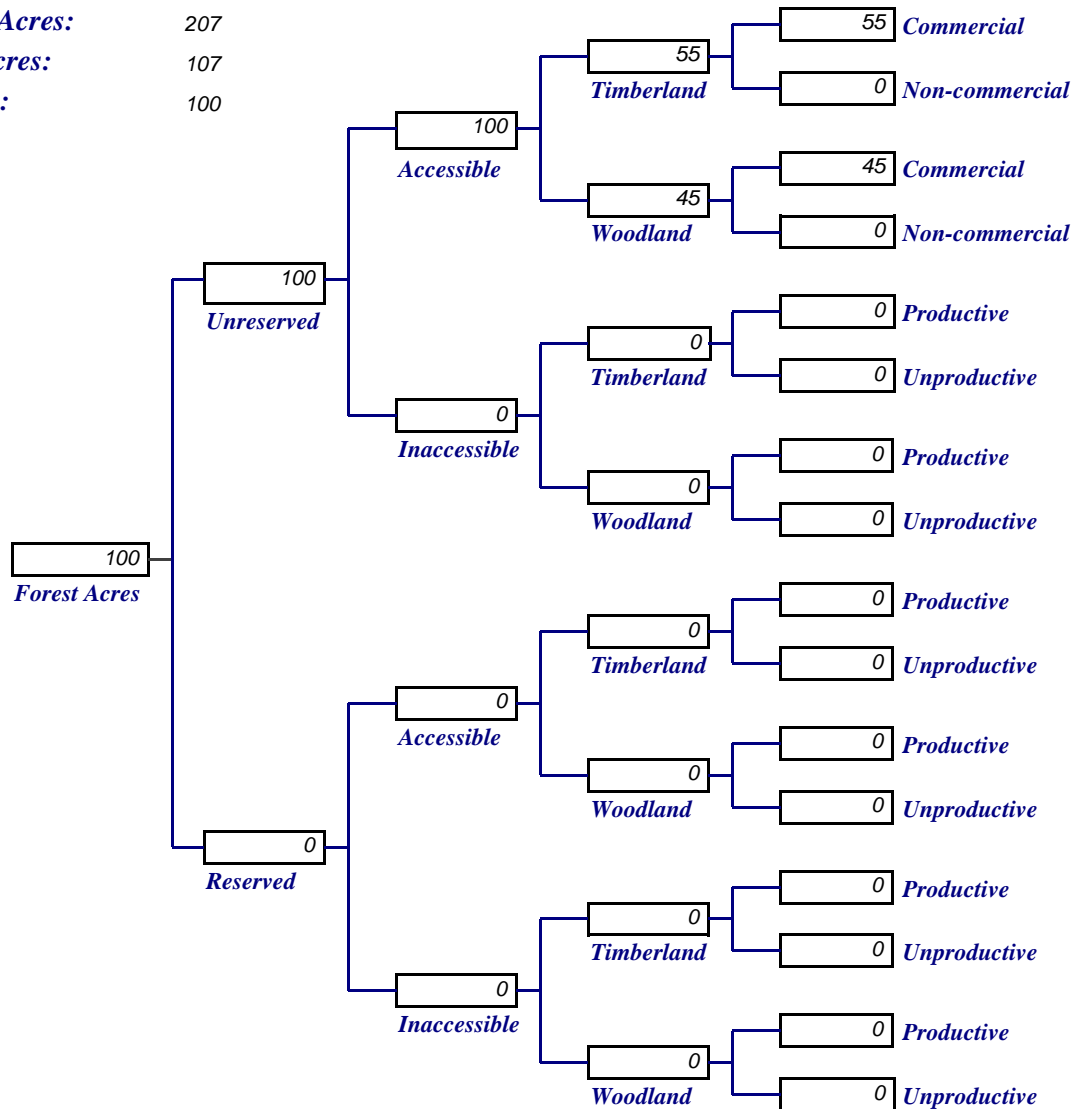 Acres: 207
cres: 107
: 100
55 Commercial
55
Timberland
0 Non-commercial
100
Accessible
45 Commercial
45
Woodland
0 Non-commercial
100
Unreserved
0 Productive
0
Timberland
0 Unproductive
0
Inaccessible
0 Productive
0
Woodland
0 Unproductive
100
Forest Acres
0 Productive
0
Timberland
0 Unproductive
0
Accessible
0 Productive
0
Woodland
0 Unproductive
0
Reserved
0 Productive
0
Timberland
0 Unproductive
0
Inaccessible
0 Productive
0
Woodland
0 Unproductive